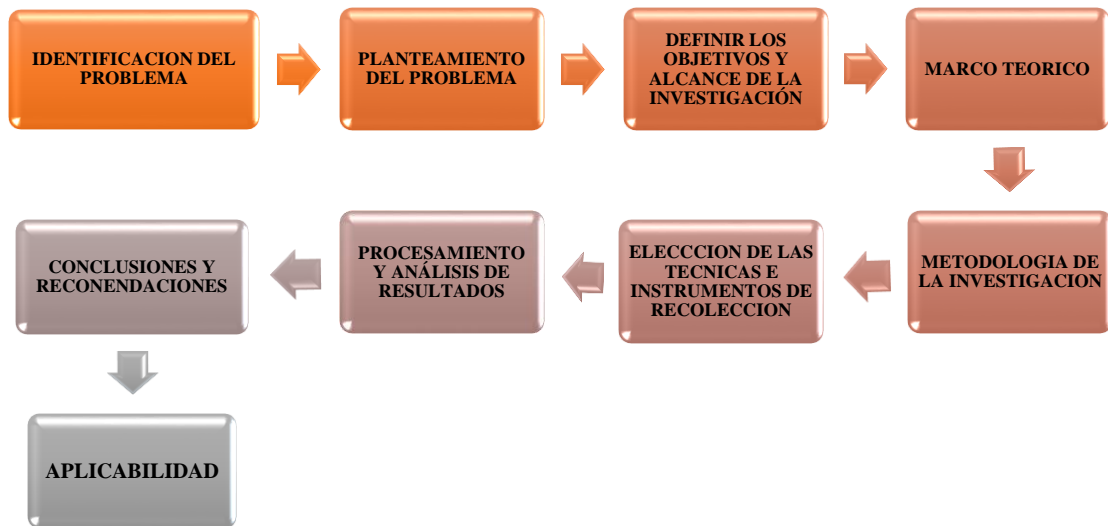 IDENTIFICACION DEL
PROBLEMA
PLANTEAMIENTO
DEL PROBLEMA
DEFINIR LOS
OBJETIVOS Y
ALCANCE DE LA
INVESTIGACIÓN
MARCO TEORICO
METODOLOGIA DE
LA INVESTIGACION
ELECCCION DE LAS
TECNICAS E
INSTRUMENTOS DE
RECOLECCION
PROCESAMIENTO
Y ANÁLISIS DE
RESULTADOS
CONCLUSIONES Y
RECONENDACIONES
APLICABILIDAD